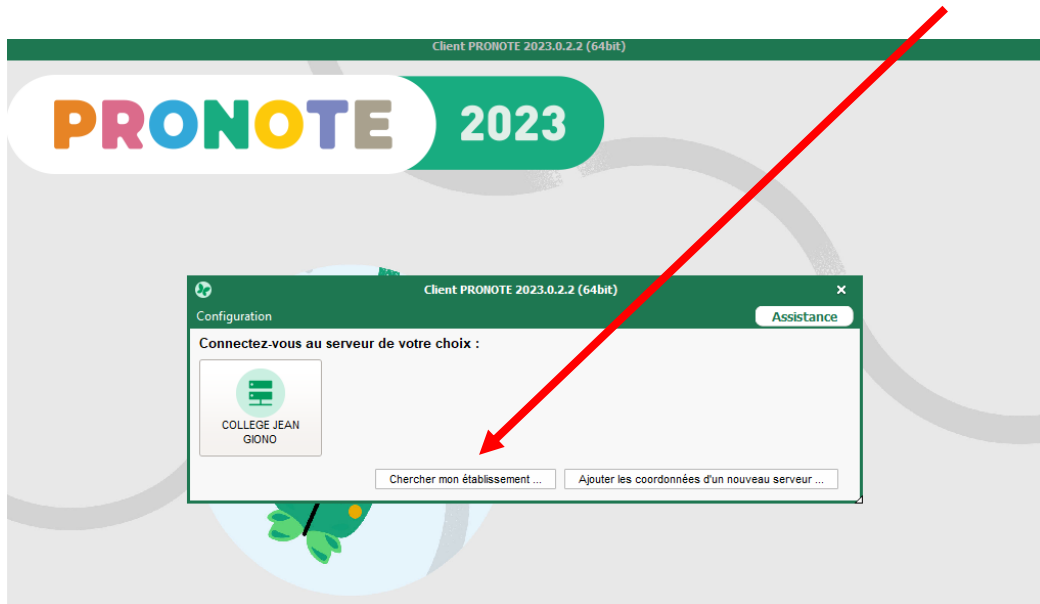 Client PRONOTE 2023.0.2.2 (64bit)
PRONOTE 2023
Client PRONOTE 2023.0.2.2 (64bit)
Configuration
Assistance
Connectez-vous au serveur de votre choix :
COLLEGE JEAN
GIONO
Chercher mon établissement ...
Ajouter les coordonnées d'un nouveau serveur ...